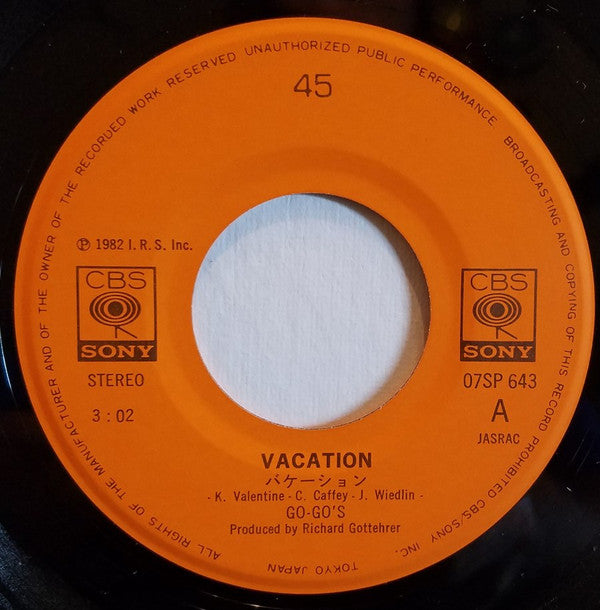 ALL RIGHTS OF THE MANUFACTURER AND OF THE OWNER OF THE RECORDED WORK RESERVED UNAUTHORIZED PUBLIC PERFORMANCE. BROADCASTING AND COPYING OF THIS RECORD PROHIBITED CBS/SONY INC.
TOKYO JAPAN
45
℗ 1982 I. R. S. Inc.
CBS
SONY
STEREO
3 : 02
CBS
SONY
07SP 643
A
JASRAC
VACATION
バケーション
- K. Valentine - C. Caffey - J. Wiedlin -
GO-GO'S
Produced by Richard Gottehrer